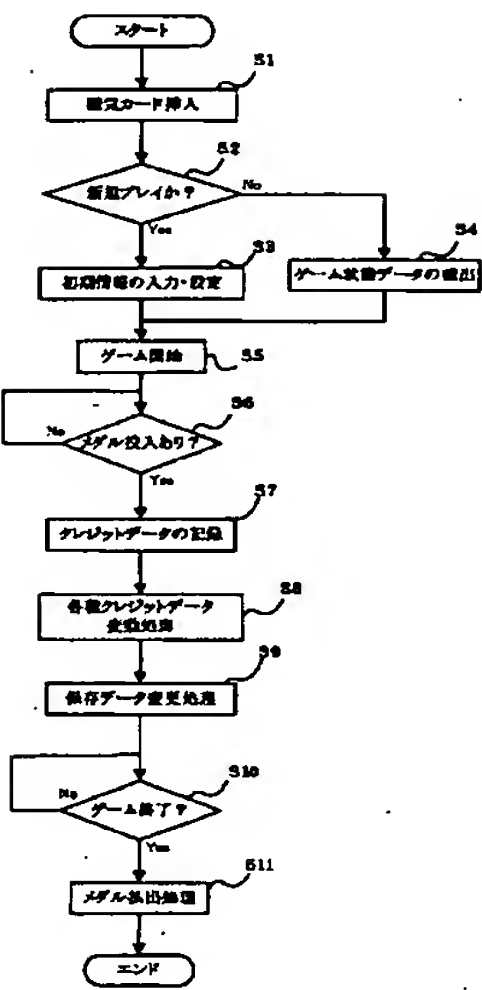 スタート
S1
磁気カード挿入
S2
新規プレイか？
No
Yes
S3
S4
初期情報の入力・設定
ゲーム状態データの
ゲーム開始
S5
S6
No
メダル投入あり？
Yes
S7
クレジットデータの記録
S8
各種クレジットデータ
変動処理
S9
保存データ変更処理
S10
No
ゲーム終了？
Yes
S11
メダル払出処理
エンド